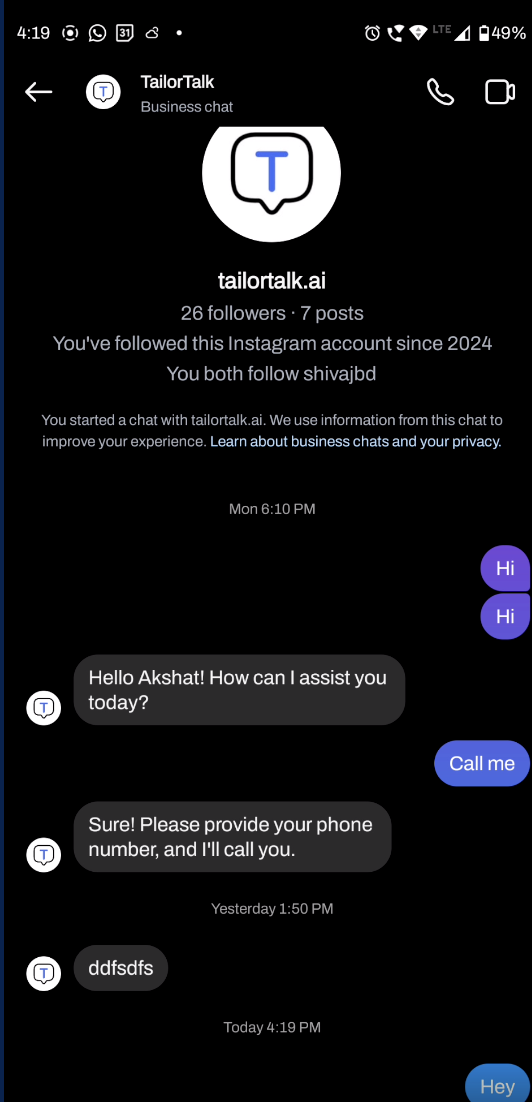 4:19 31 LTE 49%
TailorTalk
Business chat
T
T
tailortalk.ai
26 followers · 7 posts
You've followed this Instagram account since 2024
You both follow shivajbd
You started a chat with tailortalk.ai. We use information from this chat to
improve your experience. Learn about business chats and your privacy.
Mon 6:10 PM
Hi
Hi
Hello Akshat! How can I assist you
today?
T
Call me
Sure! Please provide your phone
number, and I'll call you.
T
Yesterday 1:50 PM
ddfsdfs
T
Today 4:19 PM
Hey